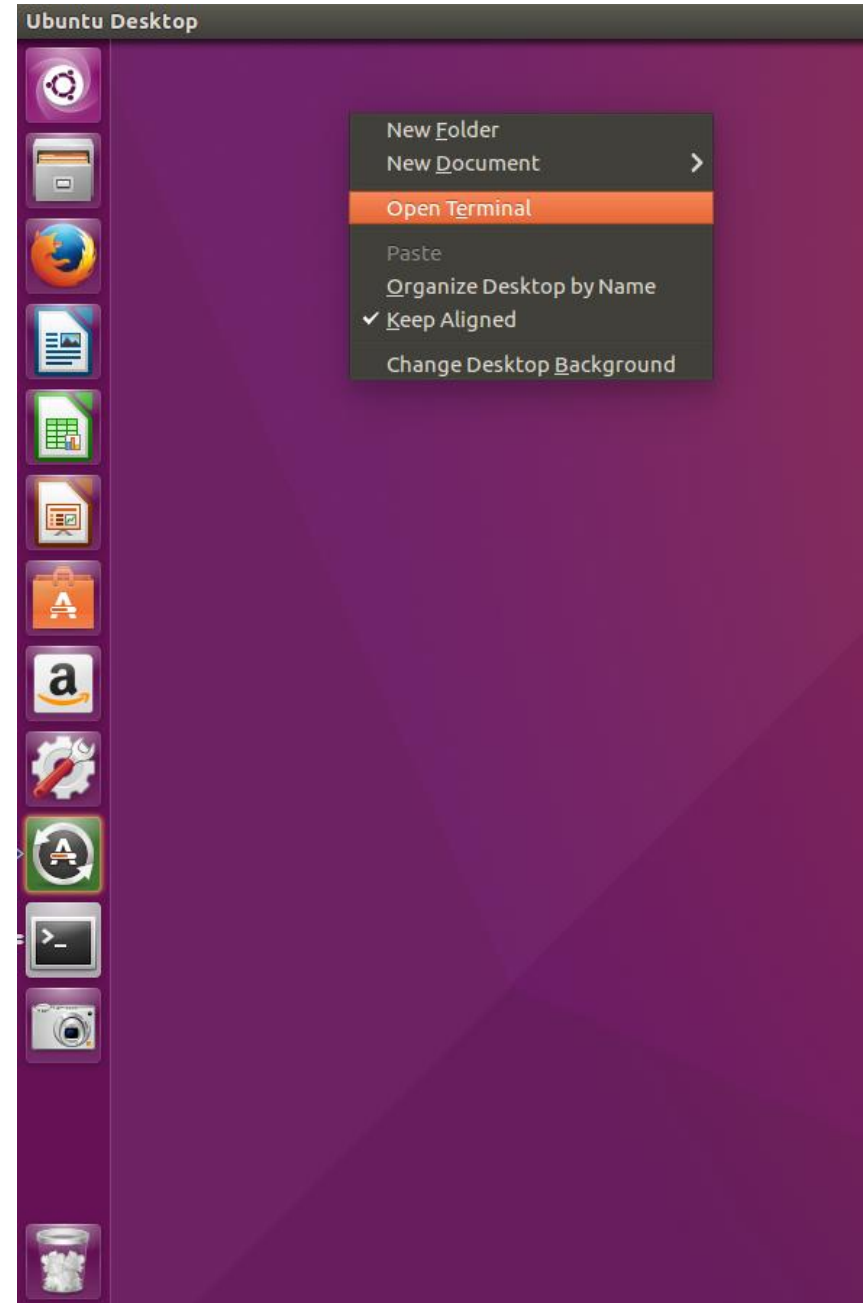 Ubuntu Desktop
New Folder
New Document
Open Terminal
Paste
Organize Desktop by Name
Keep Aligned
Change Desktop Background
A
a
A
>_